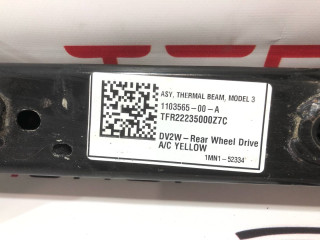 ASY, THERMAL BEAM, MODEL 3
1103565-00-A
TFR22235000Z7C
DV2W-Rear Wheel Drive
A/C YELLOW
1MN1-52334